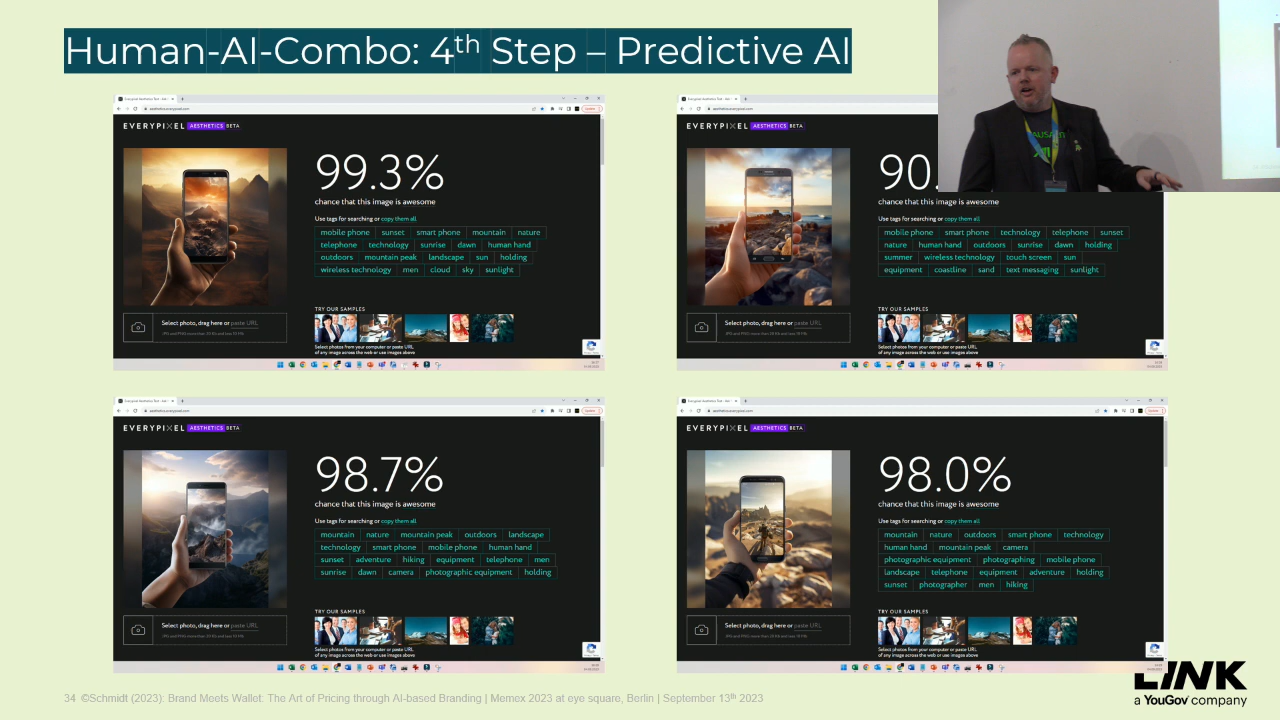 Human-AI-Combo: 4th Step – Predictive AI
aesthetics.everypixel.com
EVERYPIXEL AESTHETICS BETA
99.3%
chance that this image is awesome
Use tags for searching or copy them all
mobile phone sunset smart phone mountain nature
telephone technology sunrise dawn human hand
outdoors mountain peak landscape sun holding
wireless technology men cloud sky sunlight
TRY OUR SAMPLES
Select photo, drag here or paste URL
Select photos from your computer or paste URL
of any image across the web or use images above
aesthetics.everypixel.com
EVERYPIXEL AESTHETICS BETA
90.
chance that this image is awesome
Use tags for searching or copy them all
mobile phone smart phone technology telephone sunset
nature human hand outdoors sunrise dawn holding
summer wireless technology touch screen sun
equipment coastline sand text messaging sunlight
TRY OUR SAMPLES
Select photo, drag here or paste URL
Select photos from your computer or paste URL
of any image across the web or use images above
aesthetics.everypixel.com
EVERYPIXEL AESTHETICS BETA
98.7%
chance that this image is awesome
Use tags for searching or copy them all
mountain nature mountain peak outdoors landscape
technology smart phone mobile phone human hand
sunset adventure hiking equipment telephone men
sunrise dawn camera photographic equipment holding
TRY OUR SAMPLES
Select photo, drag here or paste URL
Select photos from your computer or paste URL
of any image across the web or use images above
aesthetics.everypixel.com
EVERYPIXEL AESTHETICS BETA
98.0%
chance that this image is awesome
Use tags for searching or copy them all
mountain nature outdoors smart phone technology
human hand mountain peak camera
photographic equipment photographing mobile phone
landscape telephone equipment adventure holding
sunset photographer men hiking
TRY OUR SAMPLES
Select photo, drag here or paste URL
Select photos from your computer or paste URL
of any image across the web or use images above
34 ©Schmidt (2023): Brand Meets Wallet. The Art of Pricing through AI-based Branding | Memex 2023 at eye square, Berlin | September 13th 2023
LINK
a YouGov company